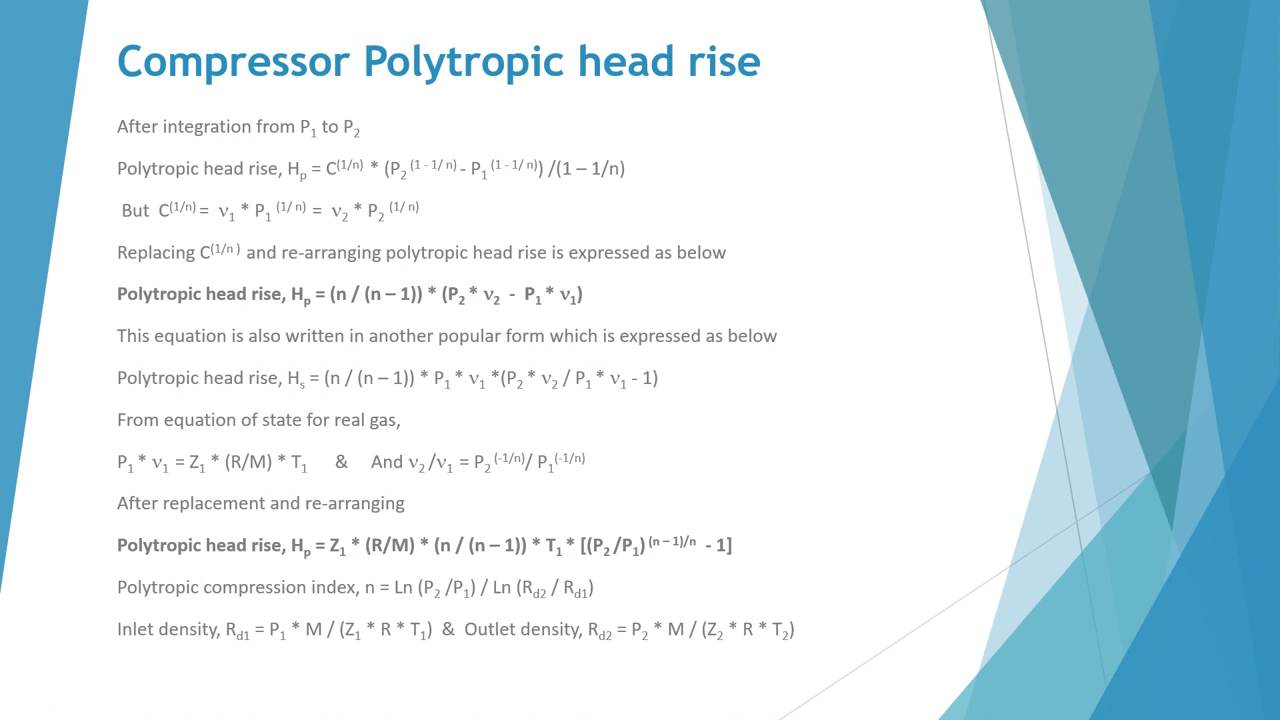 Compressor Polytropic head rise
After integration from P₁ to P₂
Polytropic head rise, Hₚ = C^(1/n) * (P₂^(1 - 1/ n) - P₁^(1 - 1/ n)) /(1 – 1/n)
But C^(1/n) = ν₁ * P₁^(1/ n) = ν₂ * P₂^(1/ n)
Replacing C^(1/n ) and re-arranging polytropic head rise is expressed as below
Polytropic head rise, Hₚ = (n / (n – 1)) * (P₂ * ν₂ - P₁ * ν₁)
This equation is also written in another popular form which is expressed as below
Polytropic head rise, Hₛ = (n / (n – 1)) * P₁ * ν₁ *(P₂ * ν₂ / P₁ * ν₁ - 1)
From equation of state for real gas,
P₁ * ν₁ = Z₁ * (R/M) * T₁ & And ν₂ /ν₁ = P₂^(-1/n)/ P₁^(-1/n)
After replacement and re-arranging
Polytropic head rise, Hₚ = Z₁ * (R/M) * (n / (n – 1)) * T₁ * [(P₂ /P₁)^(n – 1)/n - 1]
Polytropic compression index, n = Ln (P₂ /P₁) / Ln (R_d2 / R_d1)
Inlet density, R_d1 = P₁ * M / (Z₁ * R * T₁) & Outlet density, R_d2 = P₂ * M / (Z₂ * R * T₂)